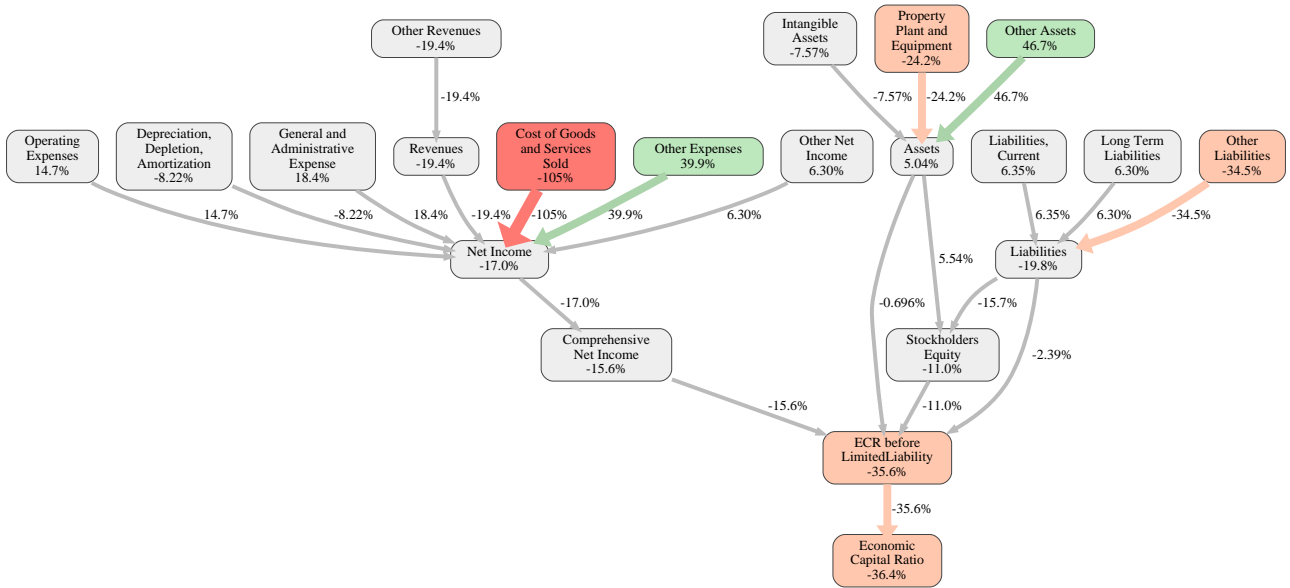 Other Revenues
-19.4%
Intangible
Assets
-7.57%
Property
Plant and
Equipment
-24.2%
Other Assets
46.7%
-19.4%
-7.57%
-24.2%
46.7%
Operating
Expenses
14.7%
Depreciation,
Depletion,
Amortization
-8.22%
General and
Administrative
Expense
18.4%
Revenues
-19.4%
Cost of Goods
and Services
Sold
-105%
Other Expenses
39.9%
Other Net
Income
6.30%
Assets
5.04%
Liabilities,
Current
6.35%
Long Term
Liabilities
6.30%
Other
Liabilities
-34.5%
14.7%
-8.22%
18.4%
-19.4%
-105%
39.9%
6.30%
6.35%
6.30%
-34.5%
Net Income
-17.0%
5.54%
Liabilities
-19.8%
-17.0%
-0.696%
-15.7%
Comprehensive
Net Income
-15.6%
Stockholders
Equity
-11.0%
-2.39%
-15.6%
-11.0%
ECR before
LimitedLiability
-35.6%
-35.6%
Economic
Capital Ratio
-36.4%